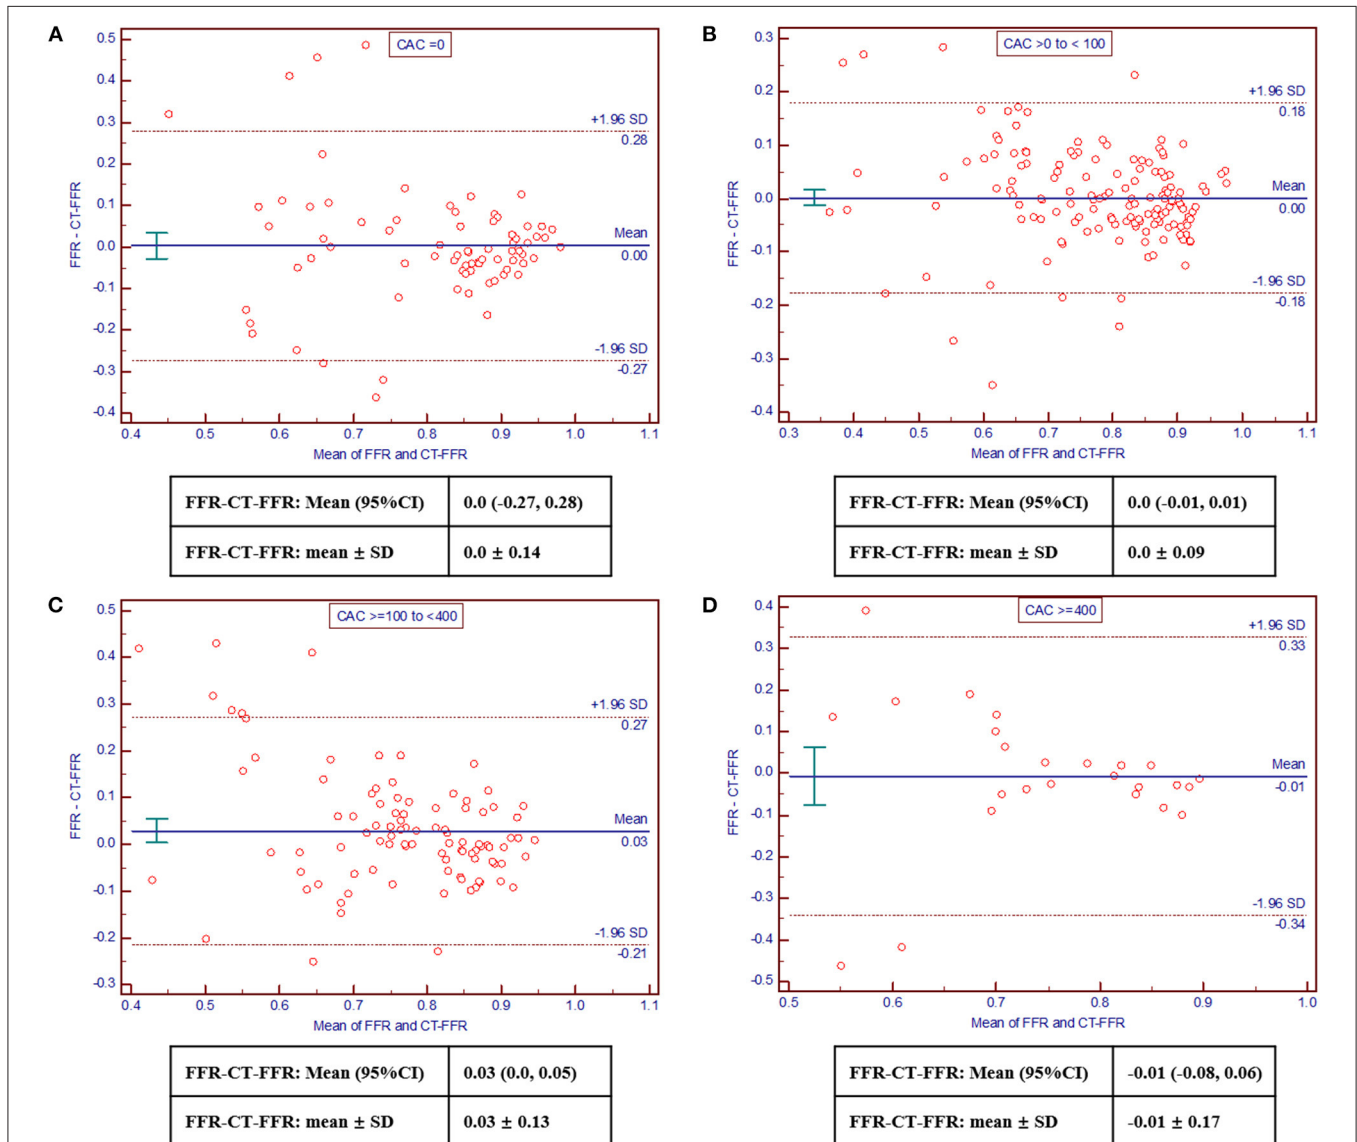 A
CAC =0
0.5
0.4
0.3
0.2
0.1
0.0
-0.1
-0.2
-0.3
-0.4
FFR - CT-FFR
+1.96 SD
0.28
Mean
0.00
-1.96 SD
-0.27
0.4 0.5 0.6 0.7 0.8 0.9 1.0 1.1
Mean of FFR and CT-FFR
FFR-CT-FFR: Mean (95%CI) 0.0 (-0.27, 0.28)
FFR-CT-FFR: mean ± SD 0.0 ± 0.14
B
CAC >0 to < 100
0.3
0.2
0.1
0.0
-0.1
-0.2
-0.3
-0.4
FFR - CT-FFR
+1.96 SD
0.18
Mean
0.00
-1.96 SD
-0.18
0.3 0.4 0.5 0.6 0.7 0.8 0.9 1.0 1.1
Mean of FFR and CT-FFR
FFR-CT-FFR: Mean (95%CI) 0.0 (-0.01, 0.01)
FFR-CT-FFR: mean ± SD 0.0 ± 0.09
C
CAC >=100 to <400
0.5
0.4
0.3
0.2
0.1
0.0
-0.1
-0.2
-0.3
FFR - CT-FFR
+1.96 SD
0.27
Mean
0.03
-1.96 SD
-0.21
0.4 0.5 0.6 0.7 0.8 0.9 1.0 1.1
Mean of FFR and CT-FFR
FFR-CT-FFR: Mean (95%CI) 0.03 (0.0, 0.05)
FFR-CT-FFR: mean ± SD 0.03 ± 0.13
D
CAC >=400
0.4
0.3
0.2
0.1
0.0
-0.1
-0.2
-0.3
-0.4
-0.5
FFR - CT-FFR
+1.96 SD
0.33
Mean
-0.01
-1.96 SD
-0.34
0.5 0.6 0.7 0.8 0.9 1.0
Mean of FFR and CT-FFR
FFR-CT-FFR: Mean (95%CI) -0.01 (-0.08, 0.06)
FFR-CT-FFR: mean ± SD -0.01 ± 0.17